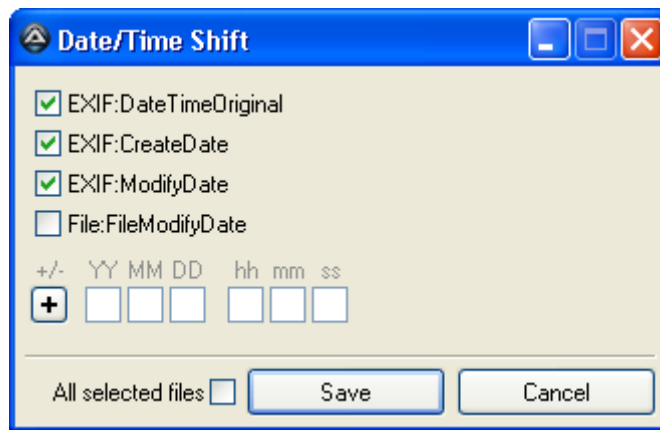 Date/Time Shift
EXIF:DateTimeOriginal
EXIF:CreateDate
EXIF:ModifyDate
File:FileModifyDate
+/- YY MM DD hh mm ss
+
All selected files Save Cancel